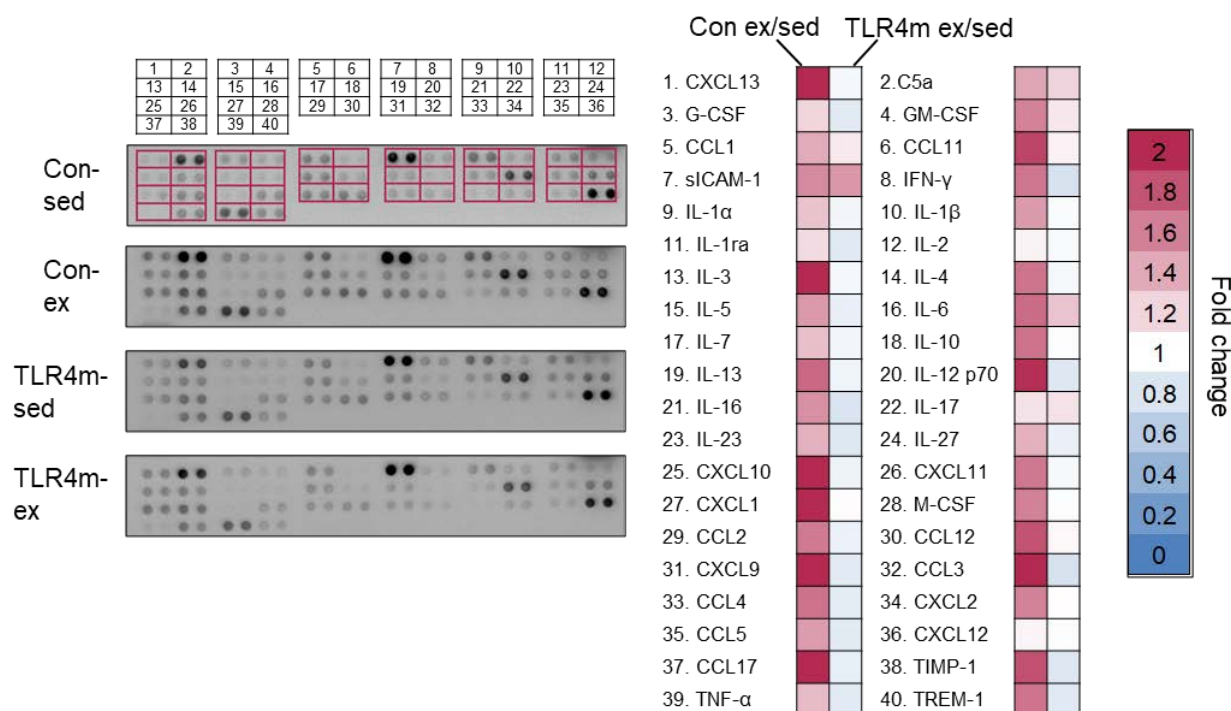 Con ex/sed TLR4m ex/sed
1 2 3 4 5 6 7 8 9 10 11 12
13 14 15 16 17 18 19 20 21 22 23 24
25 26 27 28 29 30 31 32 33 34 35 36
37 38 39 40
Con-
sed
Con-
ex
TLR4m-
sed
TLR4m-
ex
1. CXCL13 2.C5a
3. G-CSF 4. GM-CSF
5. CCL1 6. CCL11
7. sICAM-1 8. IFN-γ
9. IL-1α 10. IL-1β
11. IL-1ra 12. IL-2
13. IL-3 14. IL-4
15. IL-5 16. IL-6
17. IL-7 18. IL-10
19. IL-13 20. IL-12 p70
21. IL-16 22. IL-17
23. IL-23 24. IL-27
25. CXCL10 26. CXCL11
27. CXCL1 28. M-CSF
29. CCL2 30. CCL12
31. CXCL9 32. CCL3
33. CCL4 34. CXCL2
35. CCL5 36. CXCL12
37. CCL17 38. TIMP-1
39. TNF-α 40. TREM-1
2
1.8
1.6
1.4
1.2
1
0.8
0.6
0.4
0.2
0
Fold change